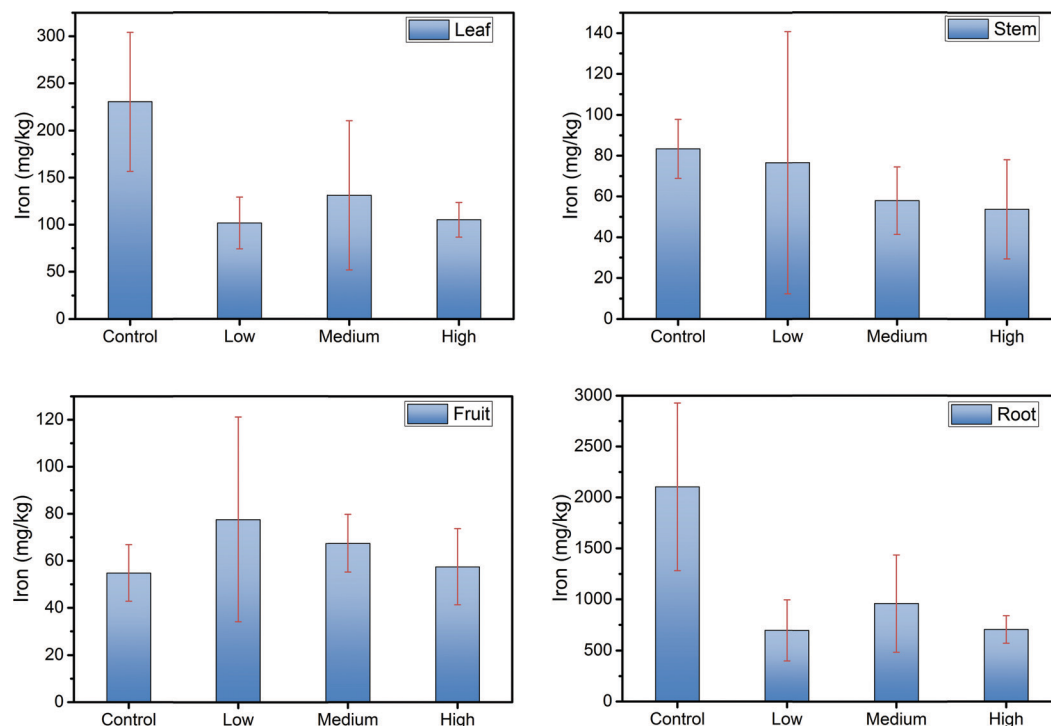 Leaf
Iron (mg/kg)
300
250
200
150
100
50
0
Control Low Medium High
Stem
Iron (mg/kg)
140
120
100
80
60
40
20
0
Control Low Medium High
Fruit
Iron (mg/kg)
120
100
80
60
40
20
0
Control Low Medium High
Root
Iron (mg/kg)
3000
2500
2000
1500
1000
500
0
Control Low Medium High